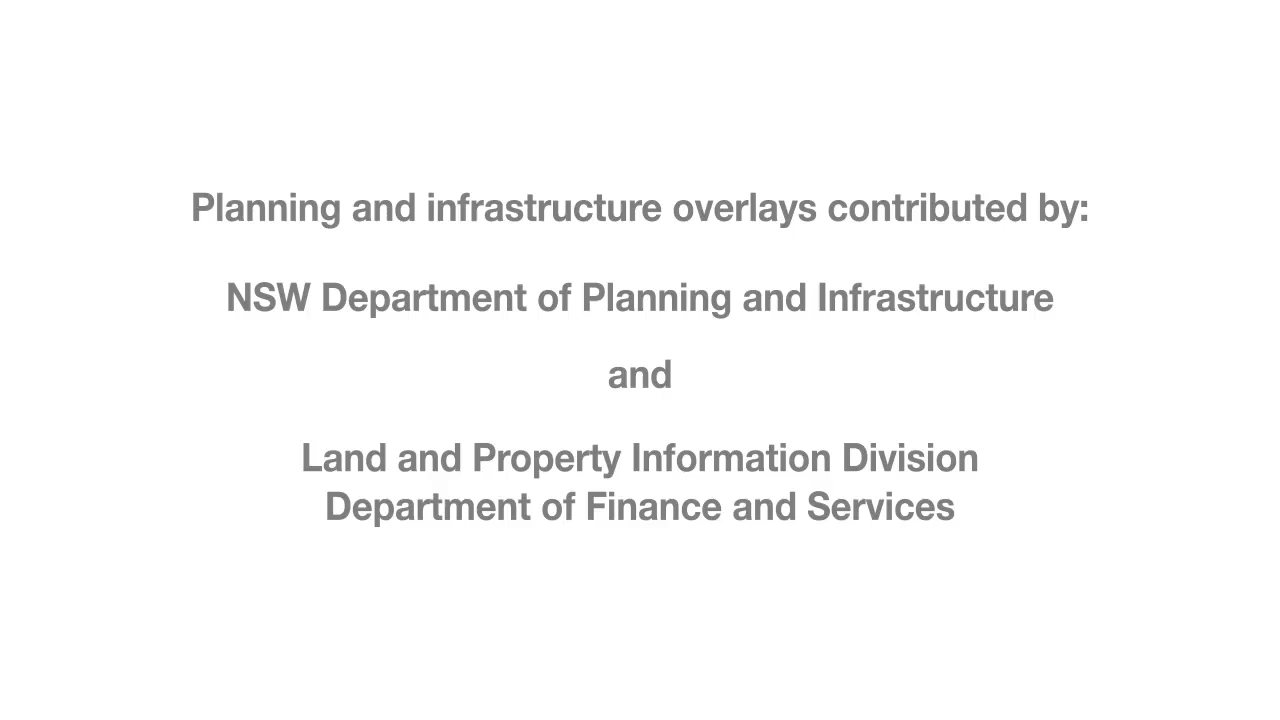 Planning and infrastructure overlays contributed by:
NSW Department of Planning and Infrastructure
and
Land and Property Information Division
Department of Finance and Services